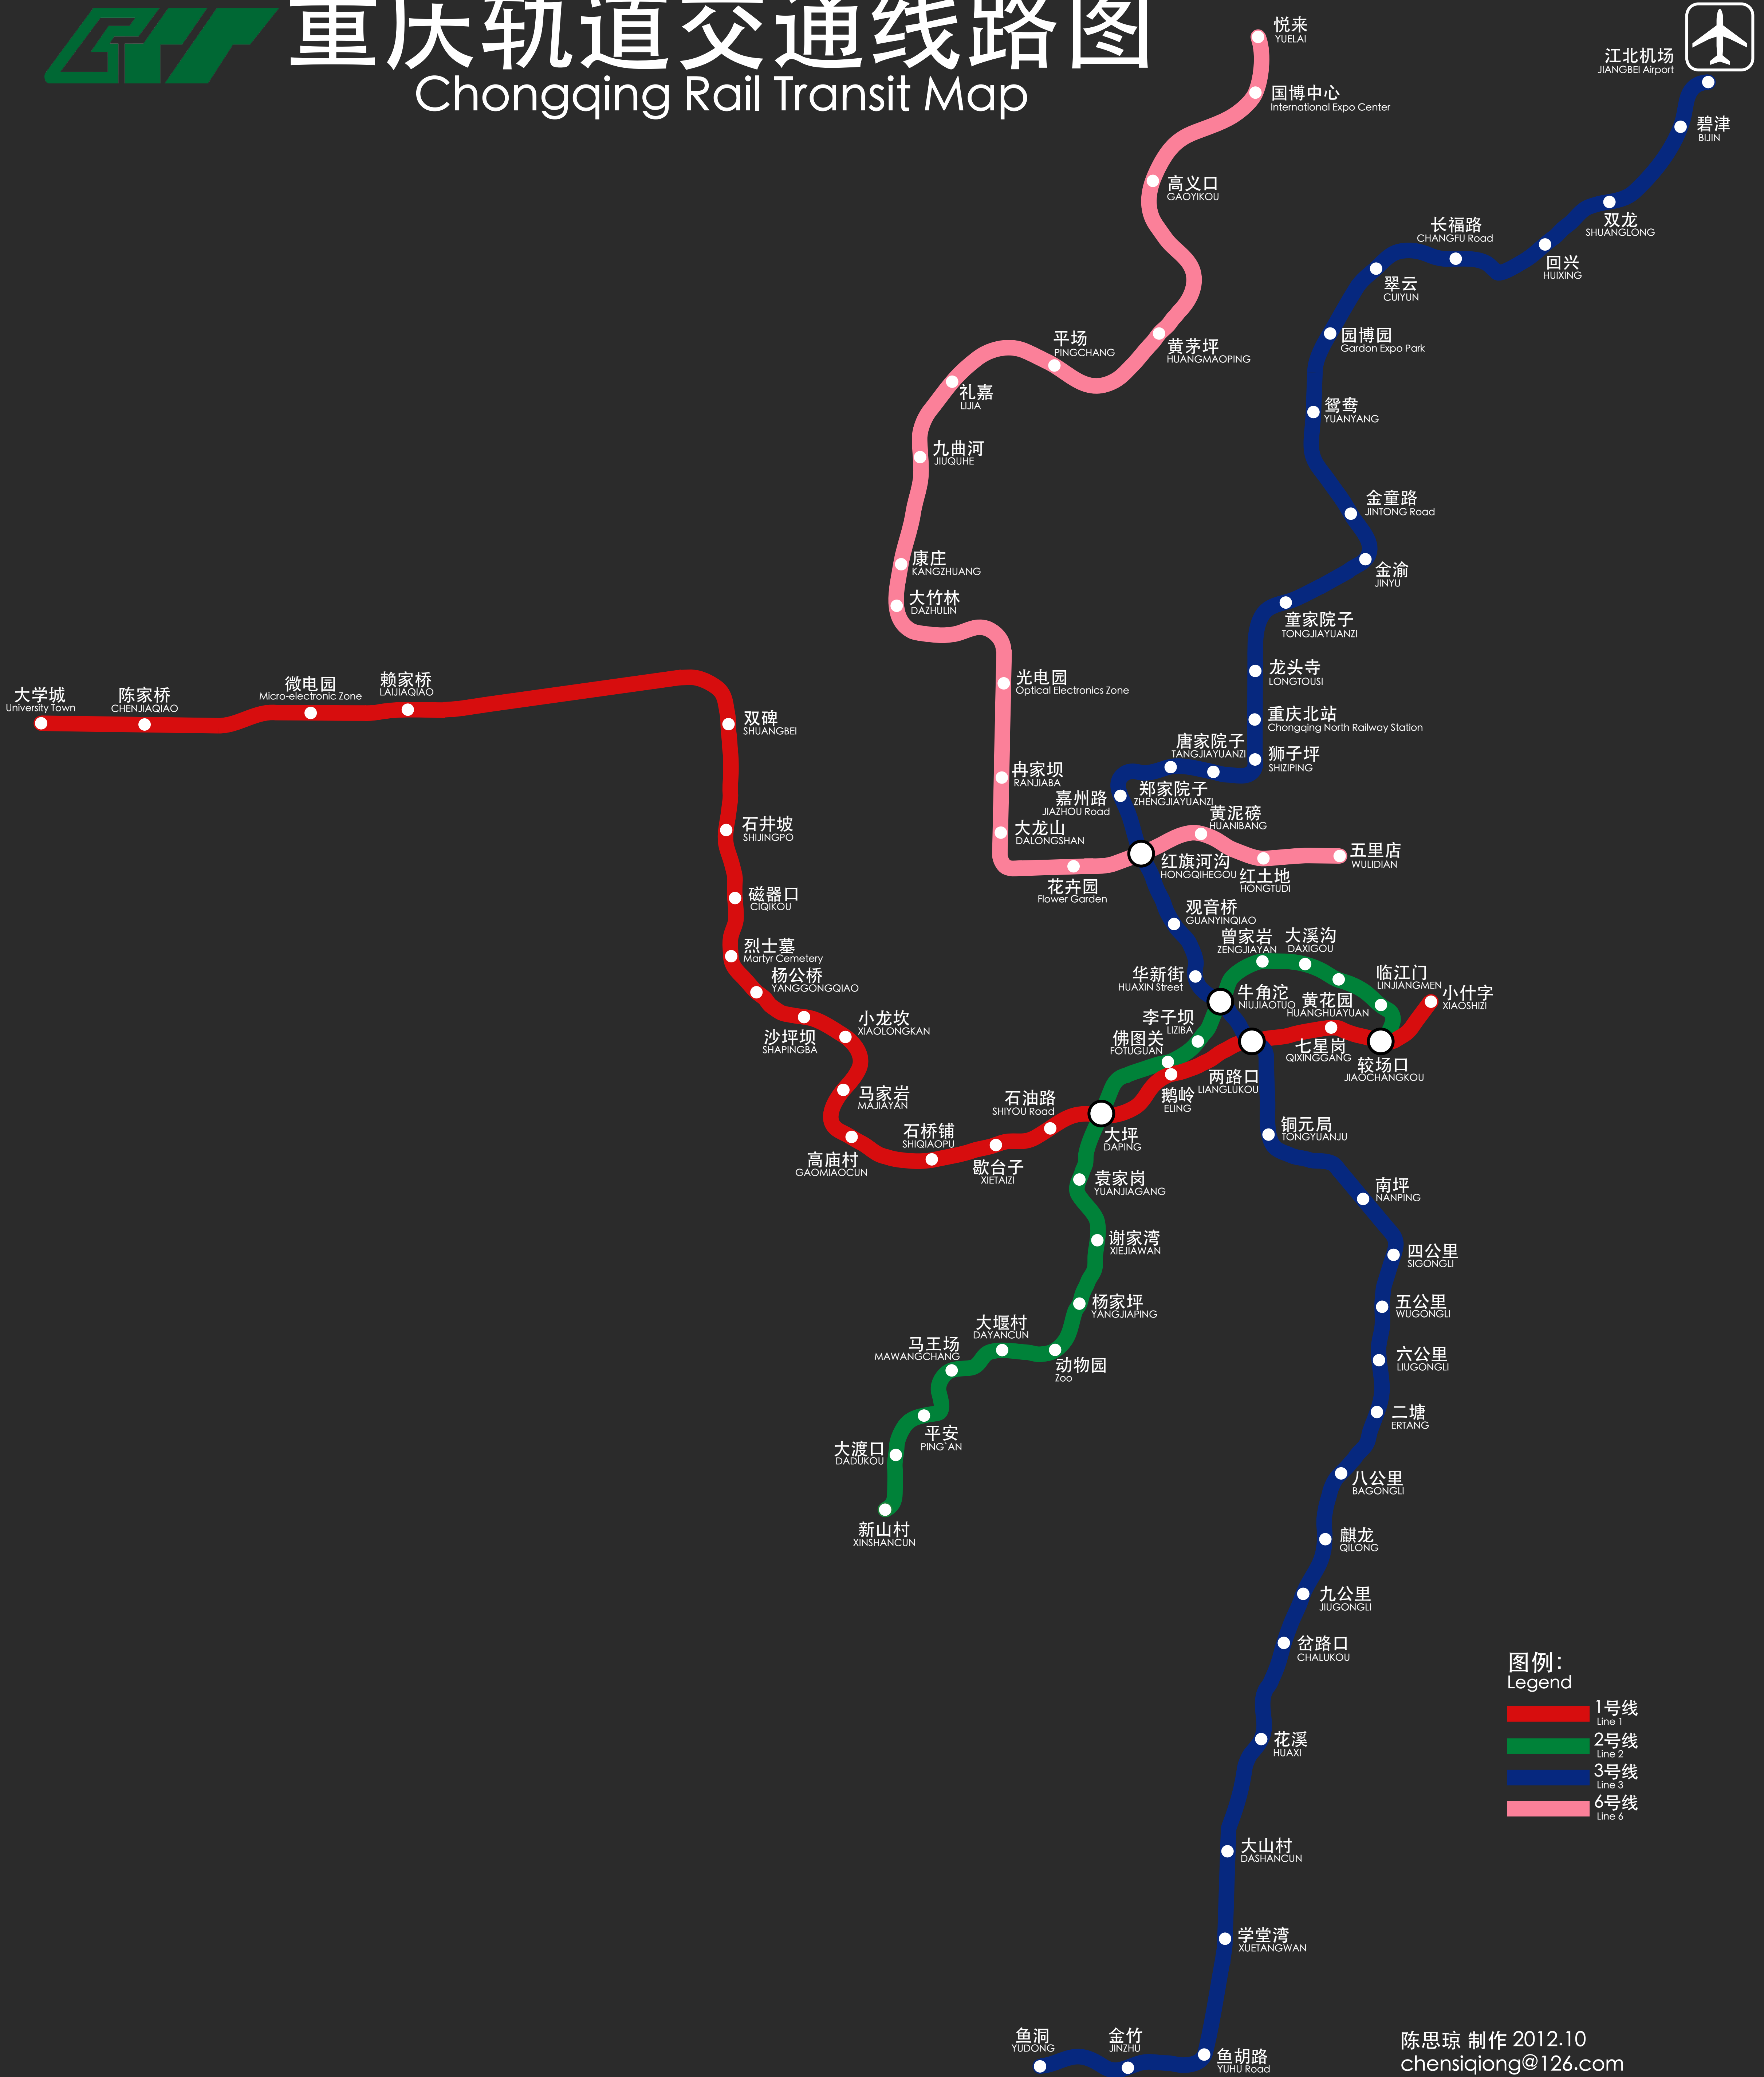 重庆轨道交通线路图
Chongqing Rail Transit Map
悦来
YUELAI
国博中心
International Expo Center
高义口
GAOYIKOU
黄茅坪
HUANGMAOPING
平场
PINGCHANG
礼嘉
LIJIA
九曲河
JIUQUHE
康庄
KANGZHUANG
大竹林
DAZHULIN
光电园
Optical Electronics Zone
冉家坝
RANJIABA
大龙山
DALONGSHAN
花卉园
Flower Garden
红旗河沟
HONGQIHEGOU
黄泥磅
HUANIBANG
红土地
HONGTUDI
五里店
WULIDIAN
江北机场
JIANGBEI Airport
碧津
BIJIN
双龙
SHUANGLONG
回兴
HUIXING
长福路
CHANGFU Road
翠云
CUIYUN
园博园
Gardon Expo Park
鸳鸯
YUANYANG
金童路
JINTONG Road
金渝
JINYU
童家院子
TONGJIAYUANZI
龙头寺
LONGTOUSI
重庆北站
Chongqing North Railway Station
狮子坪
SHIZIPING
唐家院子
TANGJIAYUANZI
郑家院子
ZHENGJIAYUANZI
嘉州路
JIAZHOU Road
观音桥
GUANYINQIAO
华新街
HUAXIN Street
牛角沱
NIUJIAOTUO
两路口
LIANGLUKOU
铜元局
TONGYUANJU
南坪
NANPING
四公里
SIGONGLI
五公里
WUGONGLI
六公里
LIUGONGLI
二塘
ERTANG
八公里
BAGONGLI
麒龙
QILONG
九公里
JIUGONGLI
岔路口
CHALUKOU
花溪
HUAXI
大山村
DASHANCUN
学堂湾
XUETANGWAN
鱼胡路
YUHU Road
金竹
JINZHU
鱼洞
YUDONG
大学城
University Town
陈家桥
CHENJIAQIAO
微电园
Micro-electronic Zone
赖家桥
LAIJIAQIAO
双碑
SHUANGBEI
石井坡
SHIJINGPO
磁器口
CIQIKOU
烈士墓
Martyr Cemetery
杨公桥
YANGGONGQIAO
沙坪坝
SHAPINGBA
小龙坎
XIAOLONGKAN
马家岩
MAJIAYAN
高庙村
GAOMIAOCUN
石桥铺
SHIQIAOPU
歇台子
XIETAIZI
石油路
SHIYOU Road
大坪
DAPING
鹅岭
ELING
七星岗
QIXINGGANG
较场口
JIAOCHANGKOU
小什字
XIAOSHIZI
临江门
LINJIANGMEN
黄花园
HUANGHUAYUAN
大溪沟
DAXIGOU
曾家岩
ZENGJIAYAN
李子坝
LIZIBA
佛图关
FOTUGUAN
袁家岗
YUANJIAGANG
谢家湾
XIEJIAWAN
杨家坪
YANGJIAPING
动物园
Zoo
大堰村
DAYANCUN
马王场
MAWANGCHANG
平安
PING`AN
大渡口
DADUKOU
新山村
XINSHANCUN
图例:
Legend
1号线
Line 1
2号线
Line 2
3号线
Line 3
6号线
Line 6
陈思琼 制作 2012.10
chensiqiong@126.com